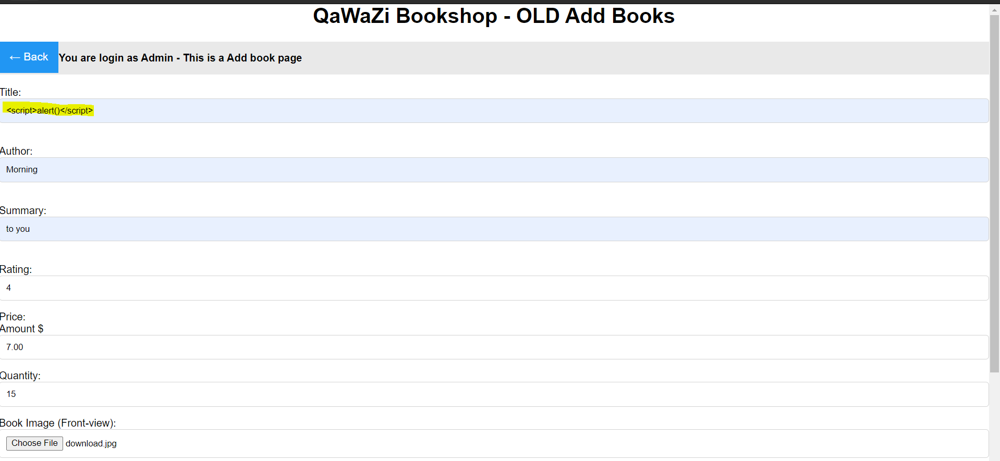 QaWaZi Bookshop - OLD Add Books
← Back
You are login as Admin - This is a Add book page
Title:
<script>alert()</script>
Author:
Morning
Summary:
to you
Rating:
4
Price:
Amount $
7.00
Quantity:
15
Book Image (Front-view):
Choose File download.jpg